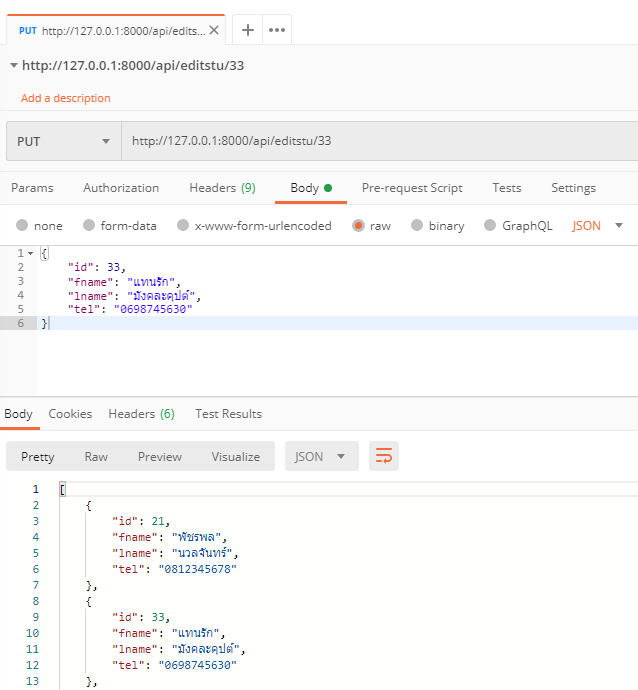 PUT http://127.0.0.1:8000/api/edits...
http://127.0.0.1:8000/api/editstu/33
Add a description
PUT http://127.0.0.1:8000/api/editstu/33
Params Authorization Headers (9) Body Pre-request Script Tests Settings
none form-data x-www-form-urlencoded raw binary GraphQL JSON
1 {
2 "id": 33,
3 "fname": "แทนรัก",
4 "lname": "มังคละคุปต์",
5 "tel": "0698745630"
6 }
Body Cookies Headers (6) Test Results
Pretty Raw Preview Visualize JSON
1 [
2 {
3 "id": 21,
4 "fname": "พัชรพล",
5 "lname": "นวลจันทร์",
6 "tel": "0812345678"
7 },
8 {
9 "id": 33,
10 "fname": "แทนรัก",
11 "lname": "มังคละคุปต์",
12 "tel": "0698745630"
13 },